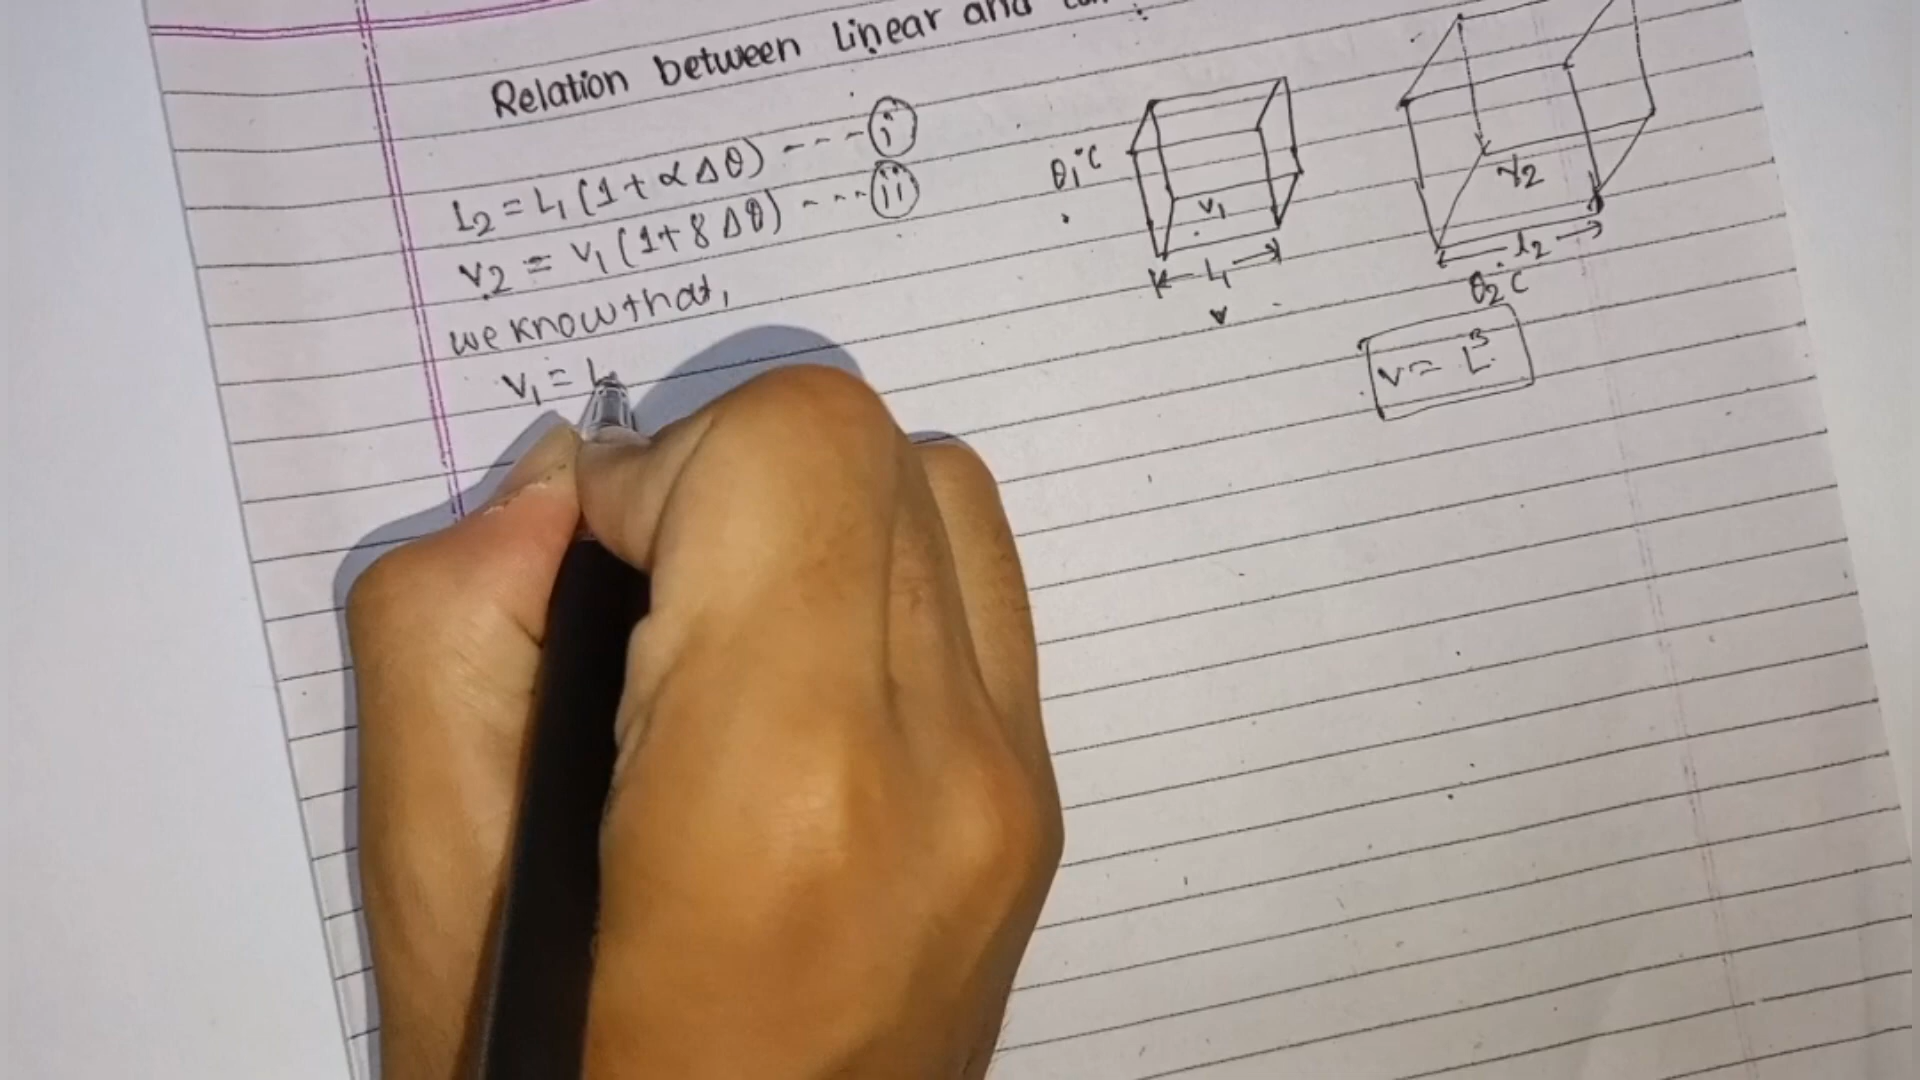 Relation between linear and
L2 = L1 (1 + α Δθ) - - - - (i)
V2 = V1 (1 + 8 Δθ) - - - - (ii)
we know that,
V1 = L
θ1°C
V1
L1
V
V2
l2
θ2°C
V = L³